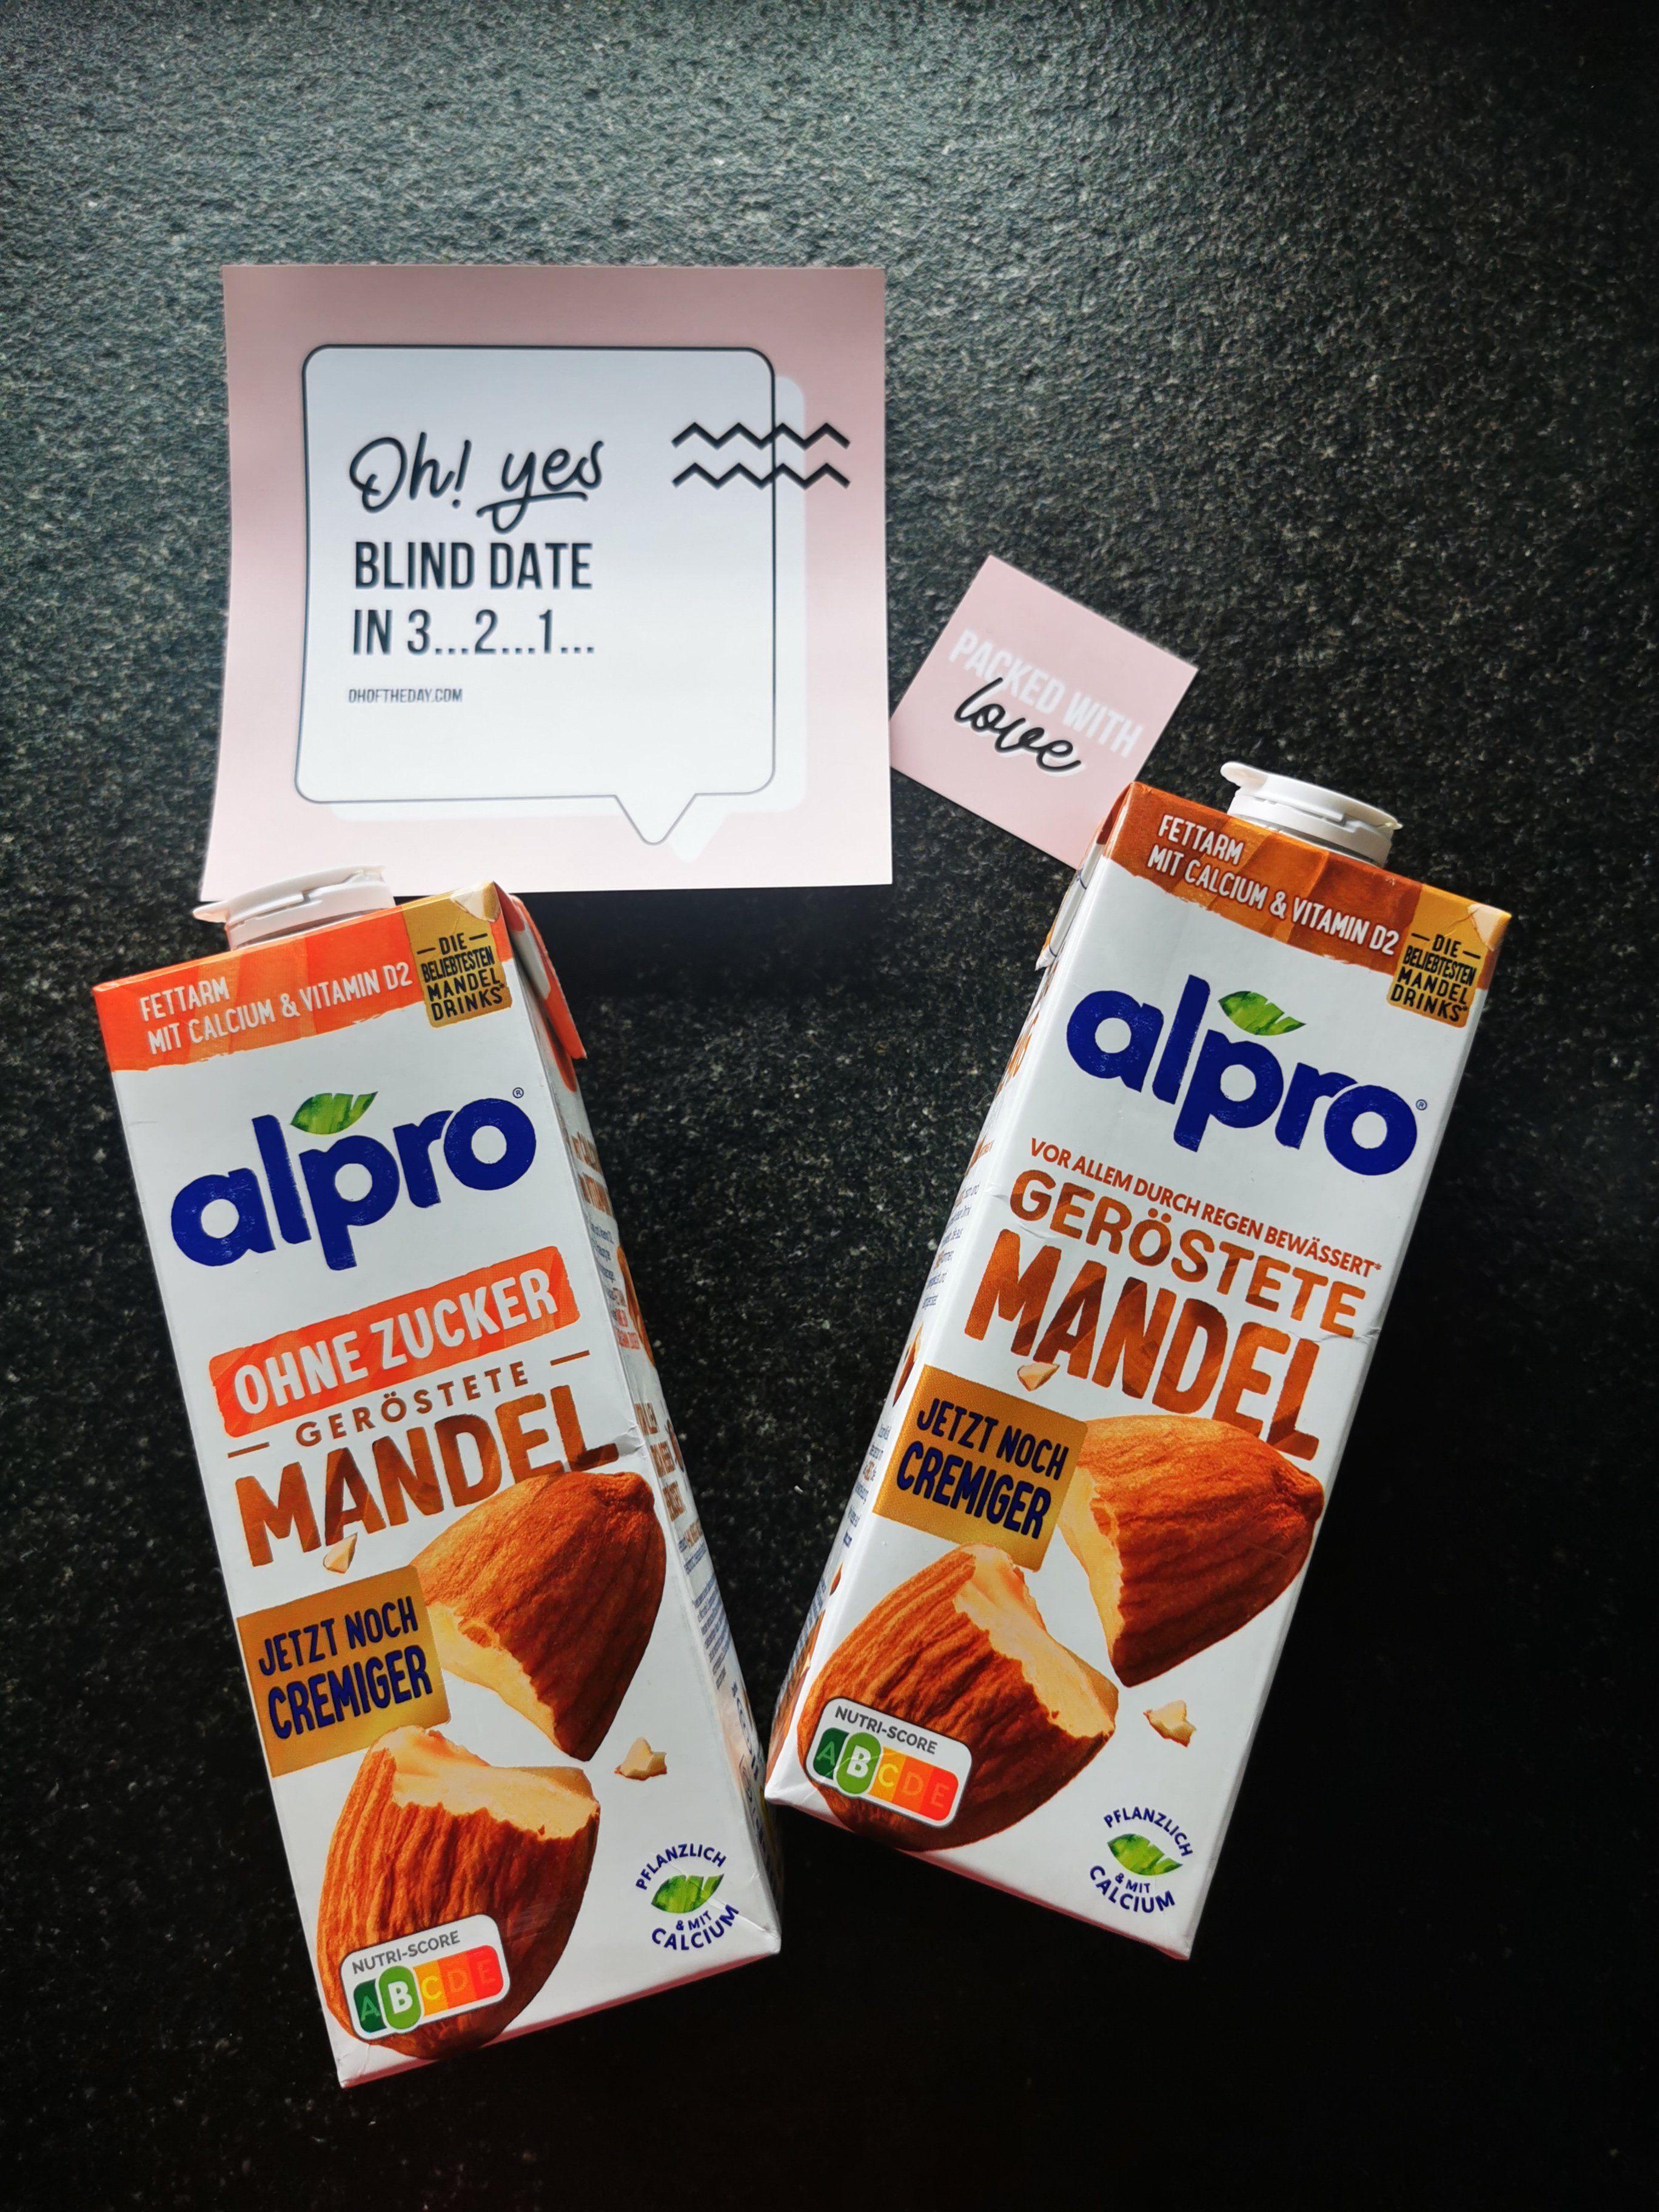 Oh! yes
BLIND DATE
IN 3...2...1...
OHOFTHEDAY.COM
PACKED WITH
love
FETTARM
MIT CALCIUM & VITAMIN D2
DIE
BELIEBTESTEN
MANDEL
DRINKS*
alpro®
OHNE ZUCKER
GERÖSTETE
MANDEL
JETZT NOCH
CREMIGER
NUTRI-SCORE
A B C D E
PFLANZLICH
& MIT
CALCIUM
FETTARM
MIT CALCIUM & VITAMIN D2
DIE
BELIEBTESTEN
MANDEL
DRINKS*
alpro®
VOR ALLEM DURCH REGEN BEWÄSSERT*
GERÖSTETE
MANDEL
JETZT NOCH
CREMIGER
NUTRI-SCORE
A B C D E
PFLANZLICH
& MIT
CALCIUM